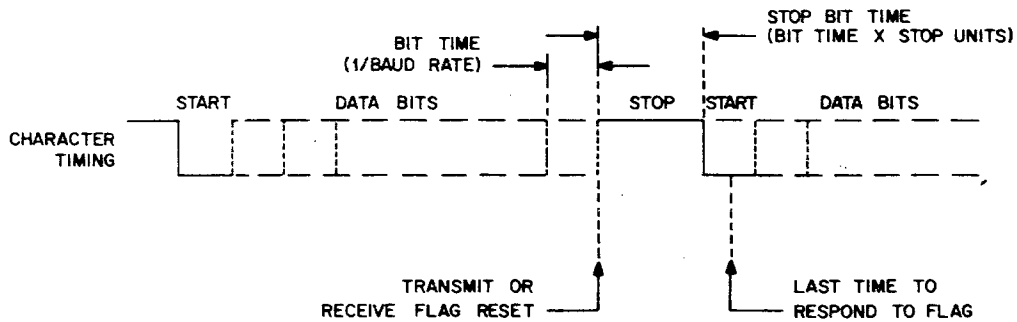 BIT TIME
(1/BAUD RATE)
STOP BIT TIME
(BIT TIME X STOP UNITS)
START
DATA BITS
STOP
START
DATA BITS
CHARACTER
TIMING
TRANSMIT OR
RECEIVE FLAG RESET
LAST TIME TO
RESPOND TO FLAG